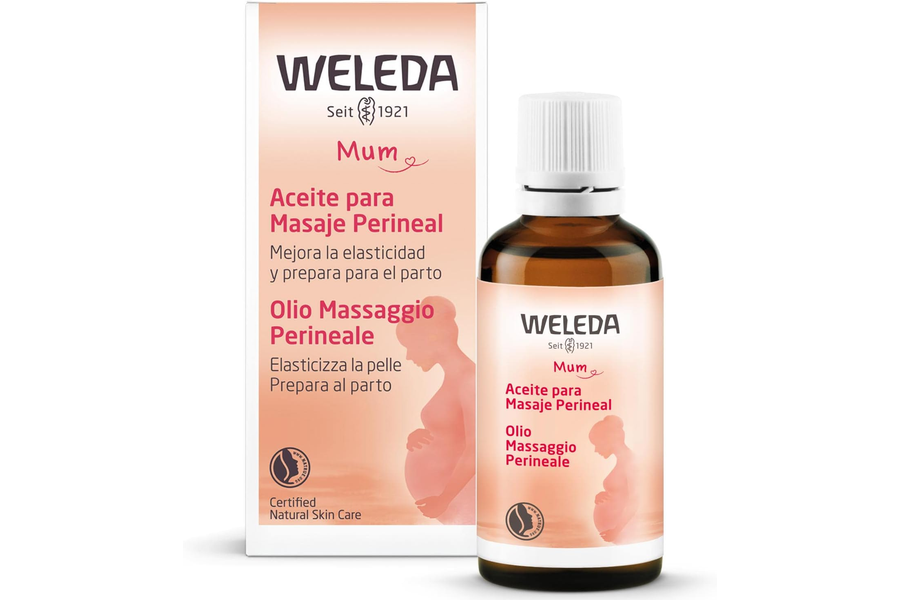 WELEDA
Seit 1921
Mum
Aceite para
Masaje Perineal
Mejora la elasticidad
y prepara para el parto
Olio Massaggio
Perineale
Elasticizza la pelle
Prepara al parto
Certified
Natural Skin Care
WELEDA
Seit 1921
Mum
Aceite para
Masaje Perineal
Olio
Massaggio
Perineale